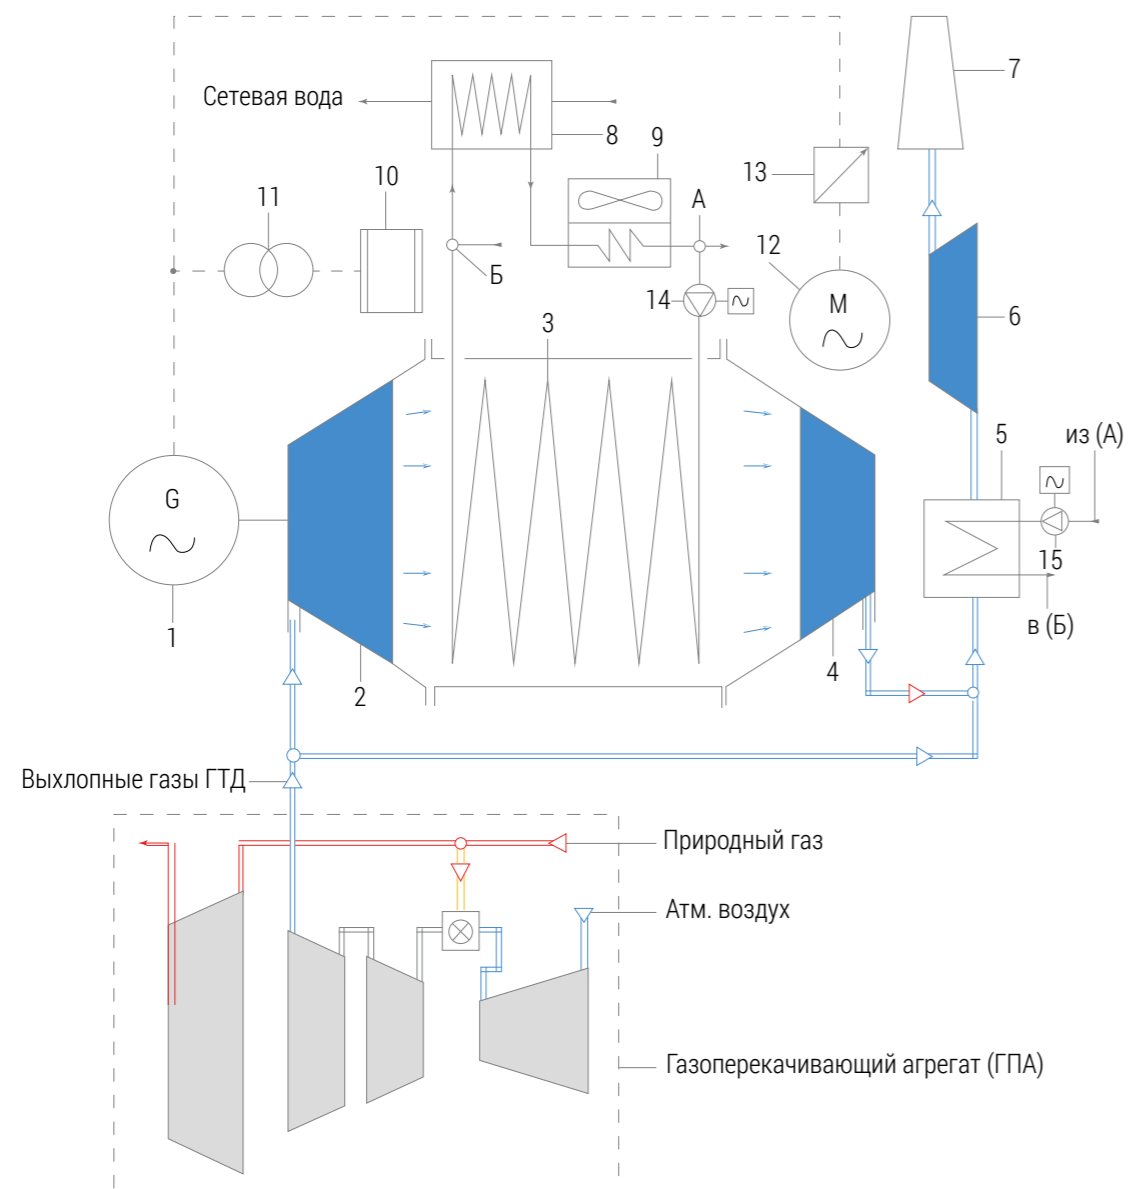 7
Сетевая вода
8
9
13
10
11
А
12
Б
14
М
3
6
5
из (А)
G
15
1
в (Б)
4
2
Выхлопные газы ГТД
Природный газ
Атм. воздух
Газоперекачивающий агрегат (ГПА)